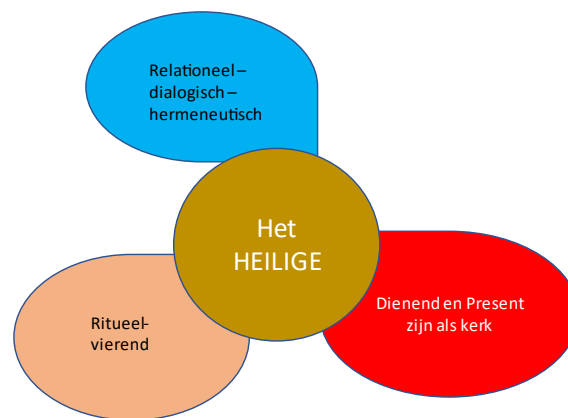 Relationeel –
dialogisch –
hermeneutisch
Het
HEILIGE
Dienend en Present
zijn als kerk
Ritueel-
vierend